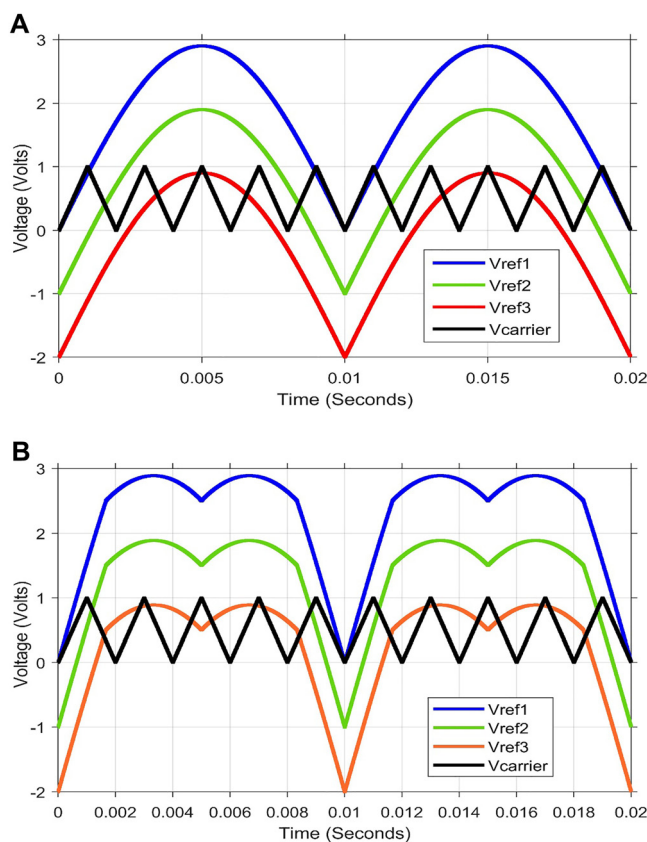 A
3
2
1
0
-1
-2
Voltage (Volts)
Vref1
Vref2
Vref3
Vcarrier
0 0.005 0.01 0.015 0.02
Time (Seconds)
B
3
2
1
0
-1
-2
Voltage (Volts)
Vref1
Vref2
Vref3
Vcarrier
0 0.002 0.004 0.006 0.008 0.01 0.012 0.014 0.016 0.018 0.02
Time (Seconds)